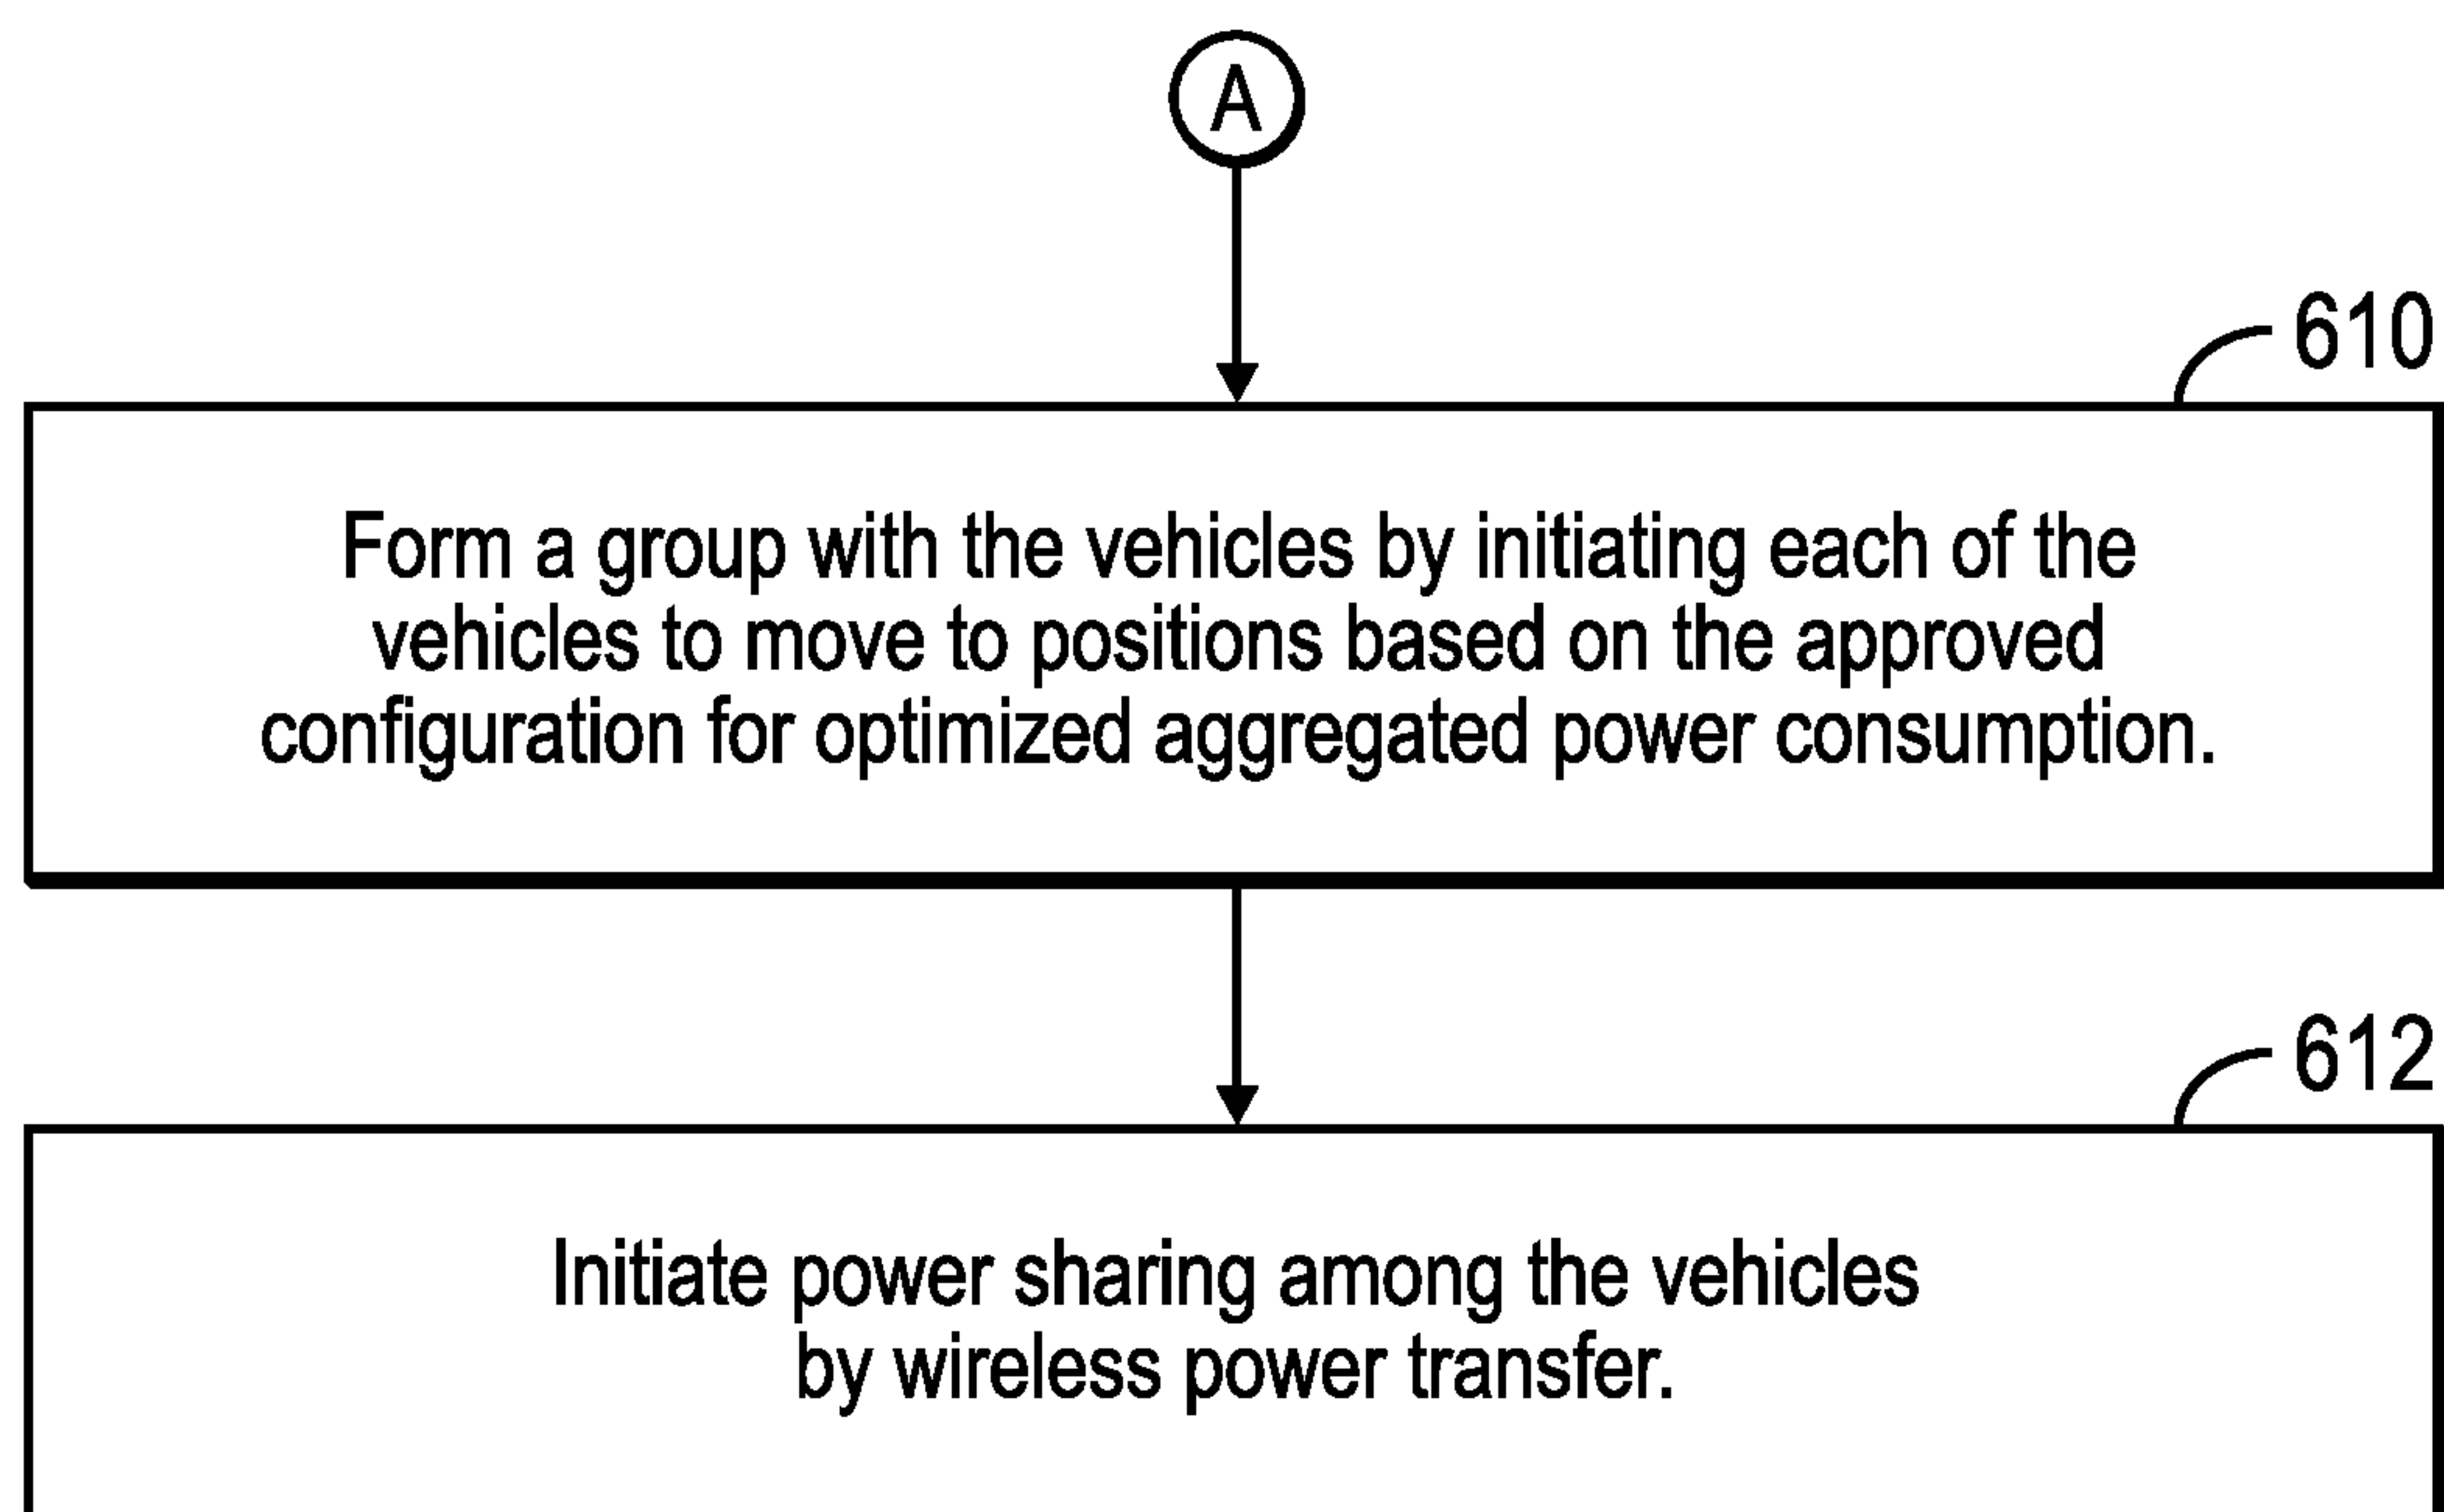 A
610
Form a group with the vehicles by initiating each of the
vehicles to move to positions based on the approved
configuration for optimized aggregated power consumption.
612
Initiate power sharing among the vehicles
by wireless power transfer.